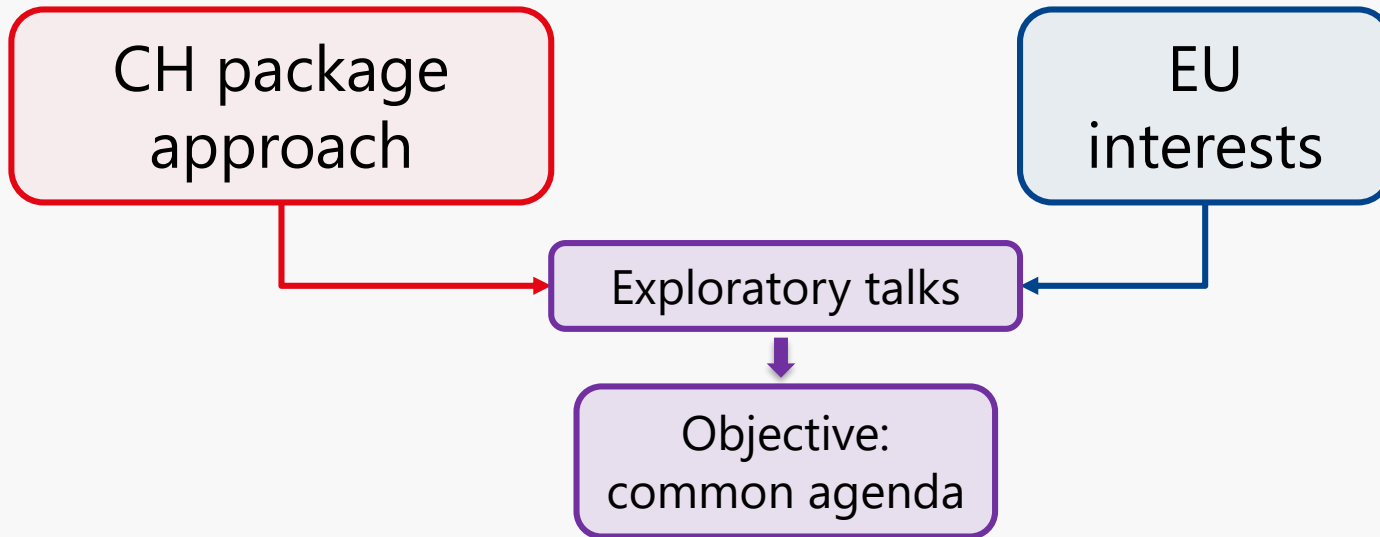 CH package
approach
EU
interests
Exploratory talks
Objective:
common agenda